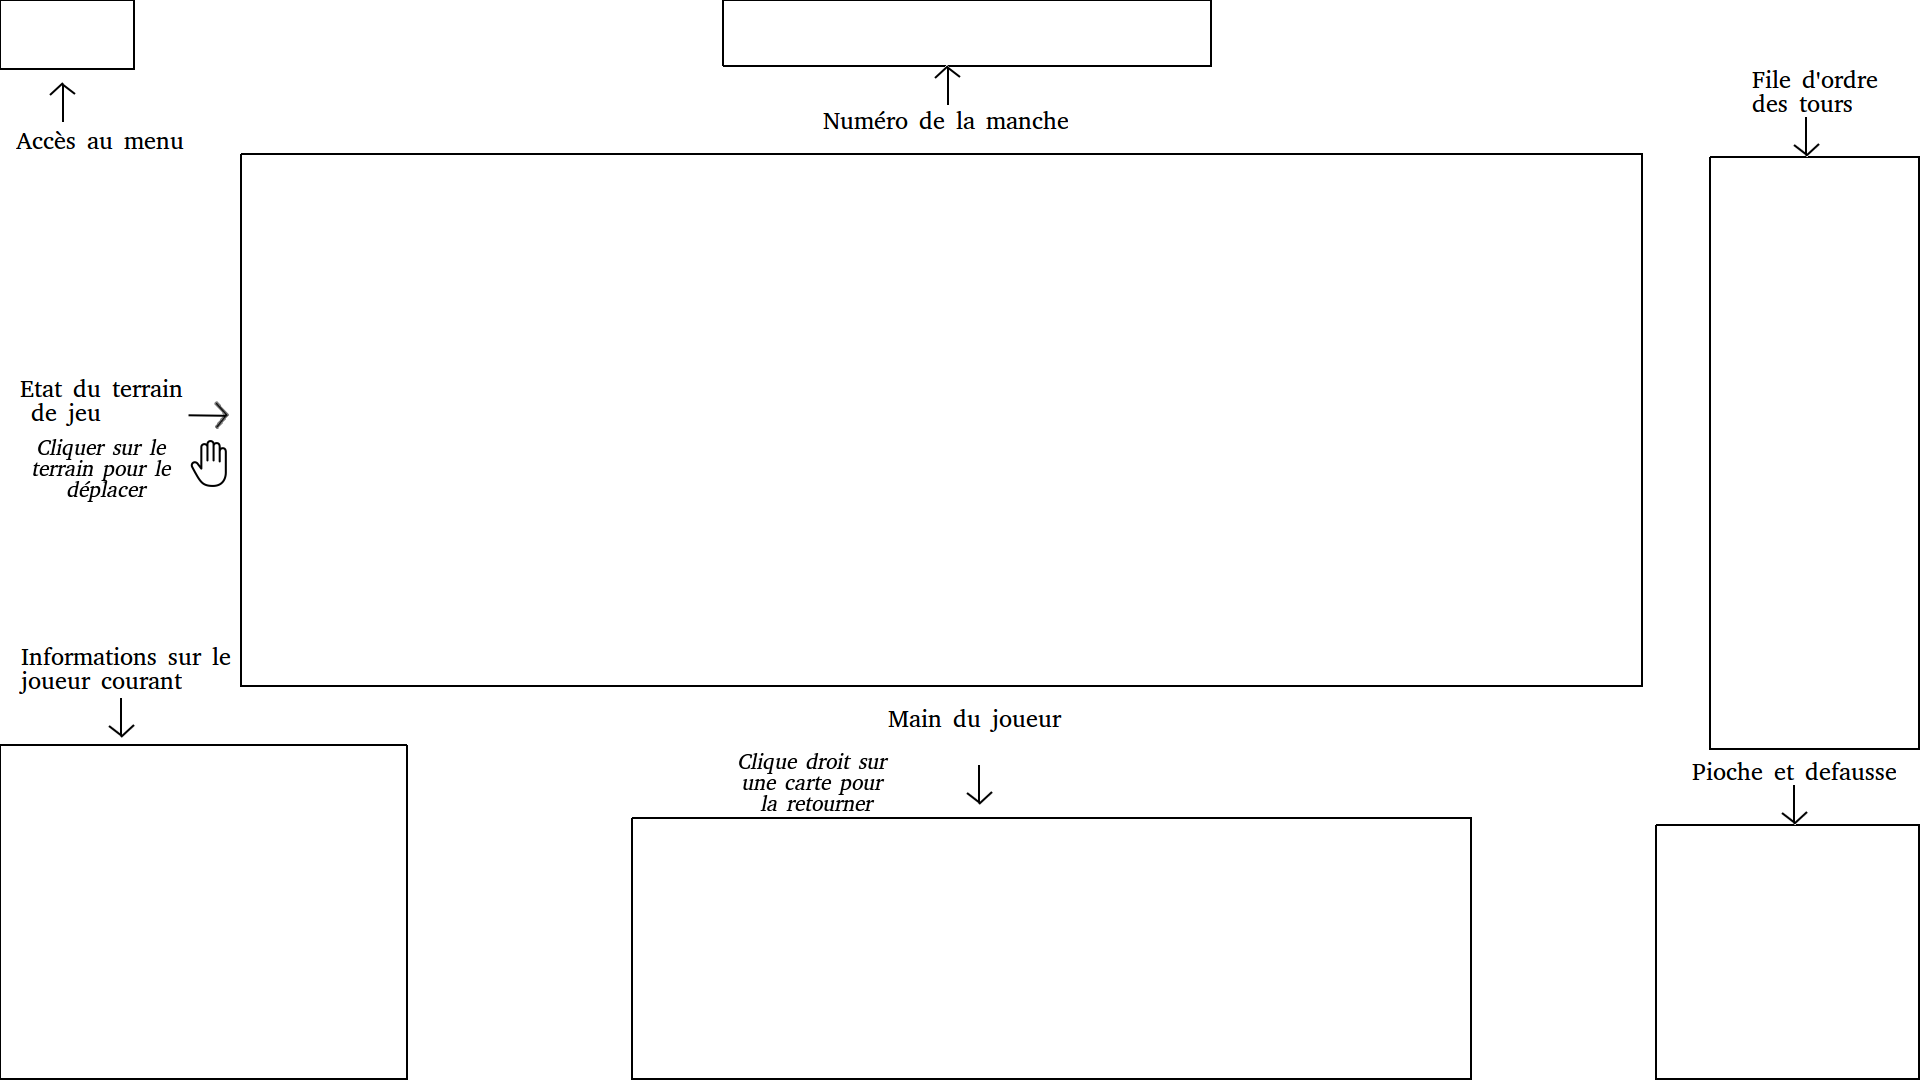 File d'ordre
des tours
Numéro de la manche
Accès au menu
Etat du terrain
de jeu
Cliquer sur le
terrain pour le
déplacer
Informations sur le
joueur courant
Main du joueur
Clique droit sur
une carte pour
la retourner
Pioche et defausse